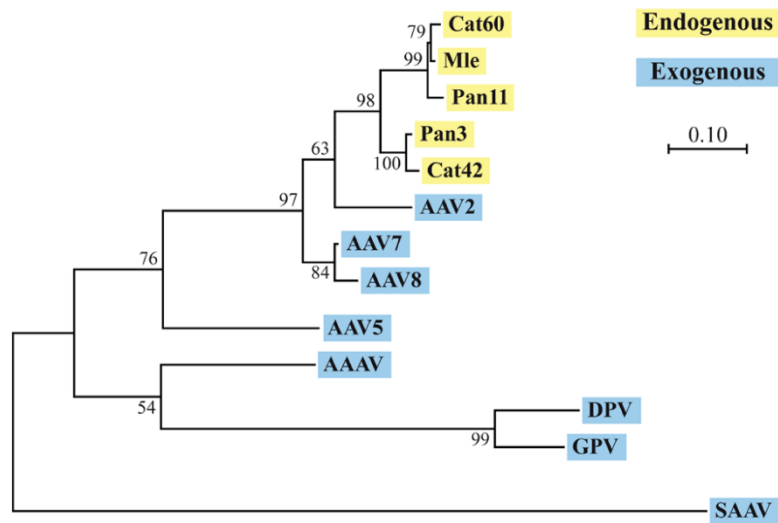 Cat60
Endogenous
79
Mle
Exogenous
99
Pan11
98
Pan3
0.10
63
100
Cat42
97
AAV2
AAV7
76
84
AAV8
AAV5
AAAV
54
DPV
99
GPV
SAAV